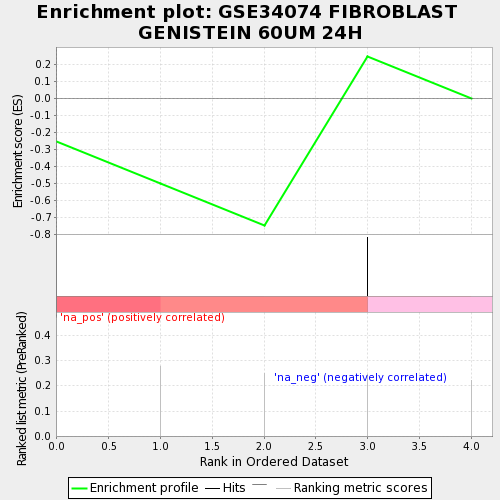 Enrichment plot: GSE34074 FIBROBLAST
GENISTEIN 60UM 24H
Enrichment score (ES)
0.2
0.1
0.0
-0.1
-0.2
-0.3
-0.4
-0.5
-0.6
-0.7
-0.8
'na_pos' (positively correlated)
'na_neg' (negatively correlated)
Ranked list metric (PreRanked)
0.4
0.3
0.2
0.1
0.0
0.0 0.5 1.0 1.5 2.0 2.5 3.0 3.5 4.0
Rank in Ordered Dataset
Enrichment profile Hits Ranking metric scores